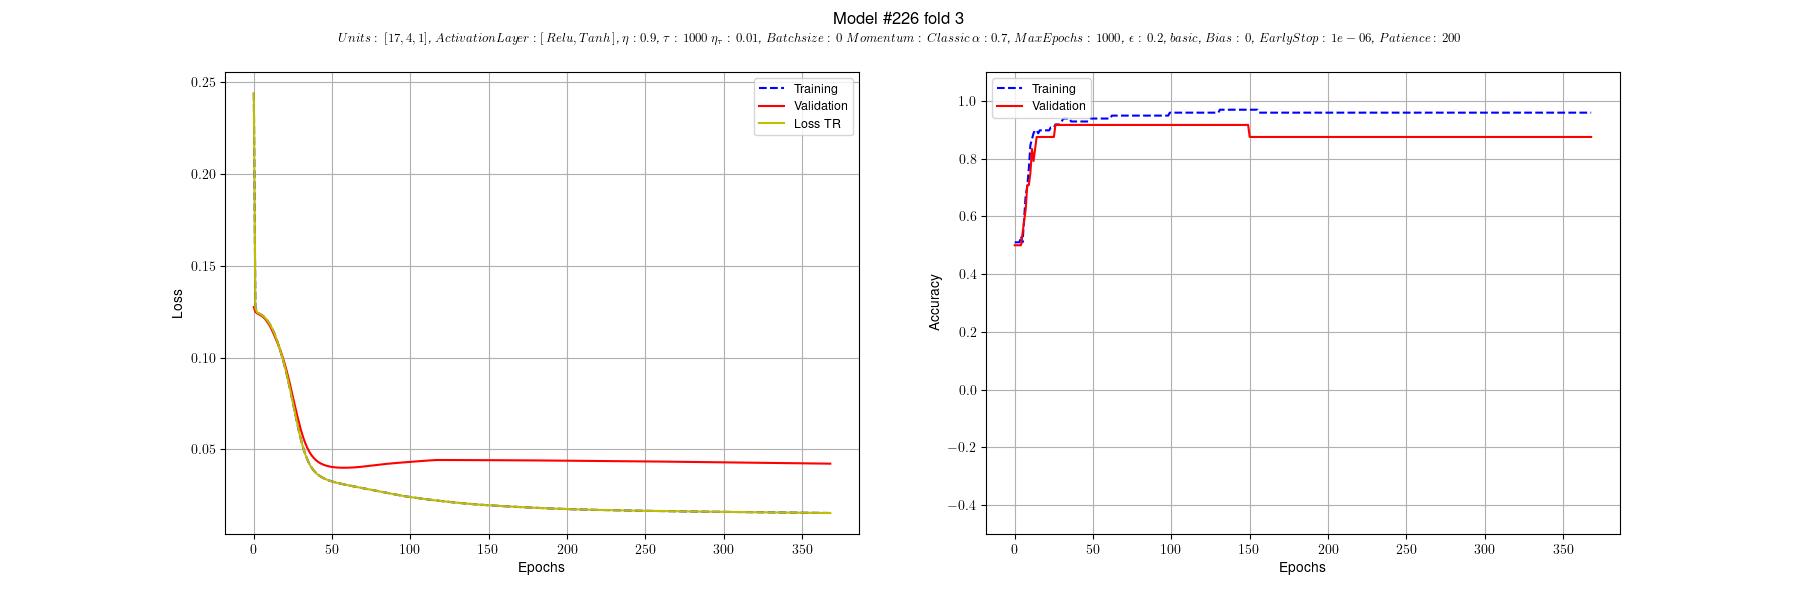 Model #226 fold 3
Units : [17, 4, 1], ActivationLayer : [ Relu, Tanh], η : 0.9, τ : 1000 η_τ : 0.01, Batchsize : 0 Momentum : Classic α : 0.7, MaxEpochs : 1000, ϵ : 0.2, basic, Bias : 0, EarlyStop : 1e − 06, Patience : 200
0.25
0.20
0.15
0.10
0.05
Loss
0 50 100 150 200 250 300 350
Epochs
Training
Validation
Loss TR
1.0
0.8
0.6
0.4
0.2
0.0
−0.2
−0.4
Accuracy
0 50 100 150 200 250 300 350
Epochs
Training
Validation